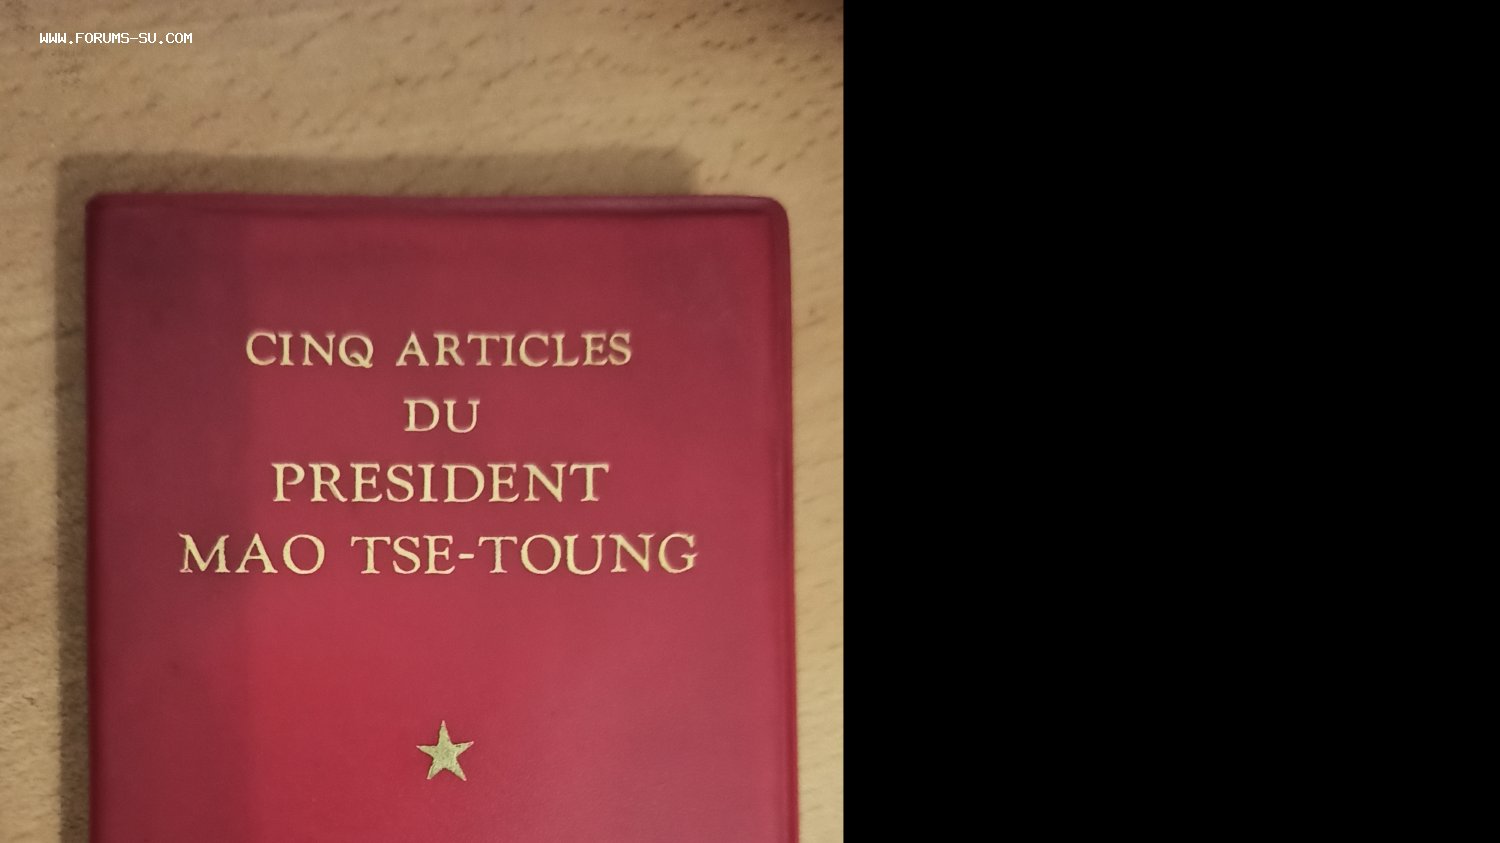 WWW.FORUMS-SU.COM
CINQ ARTICLES
DU
PRESIDENT
MAO TSE-TOUNG